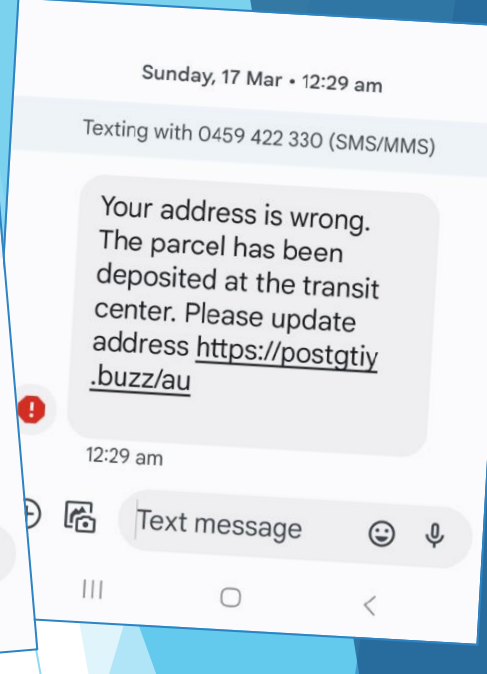 Sunday, 17 Mar • 12:29 am
Texting with 0459 422 330 (SMS/MMS)
Your address is wrong.
The parcel has been
deposited at the transit
center. Please update
address https://postgtiy
.buzz/au
12:29 am
Text message